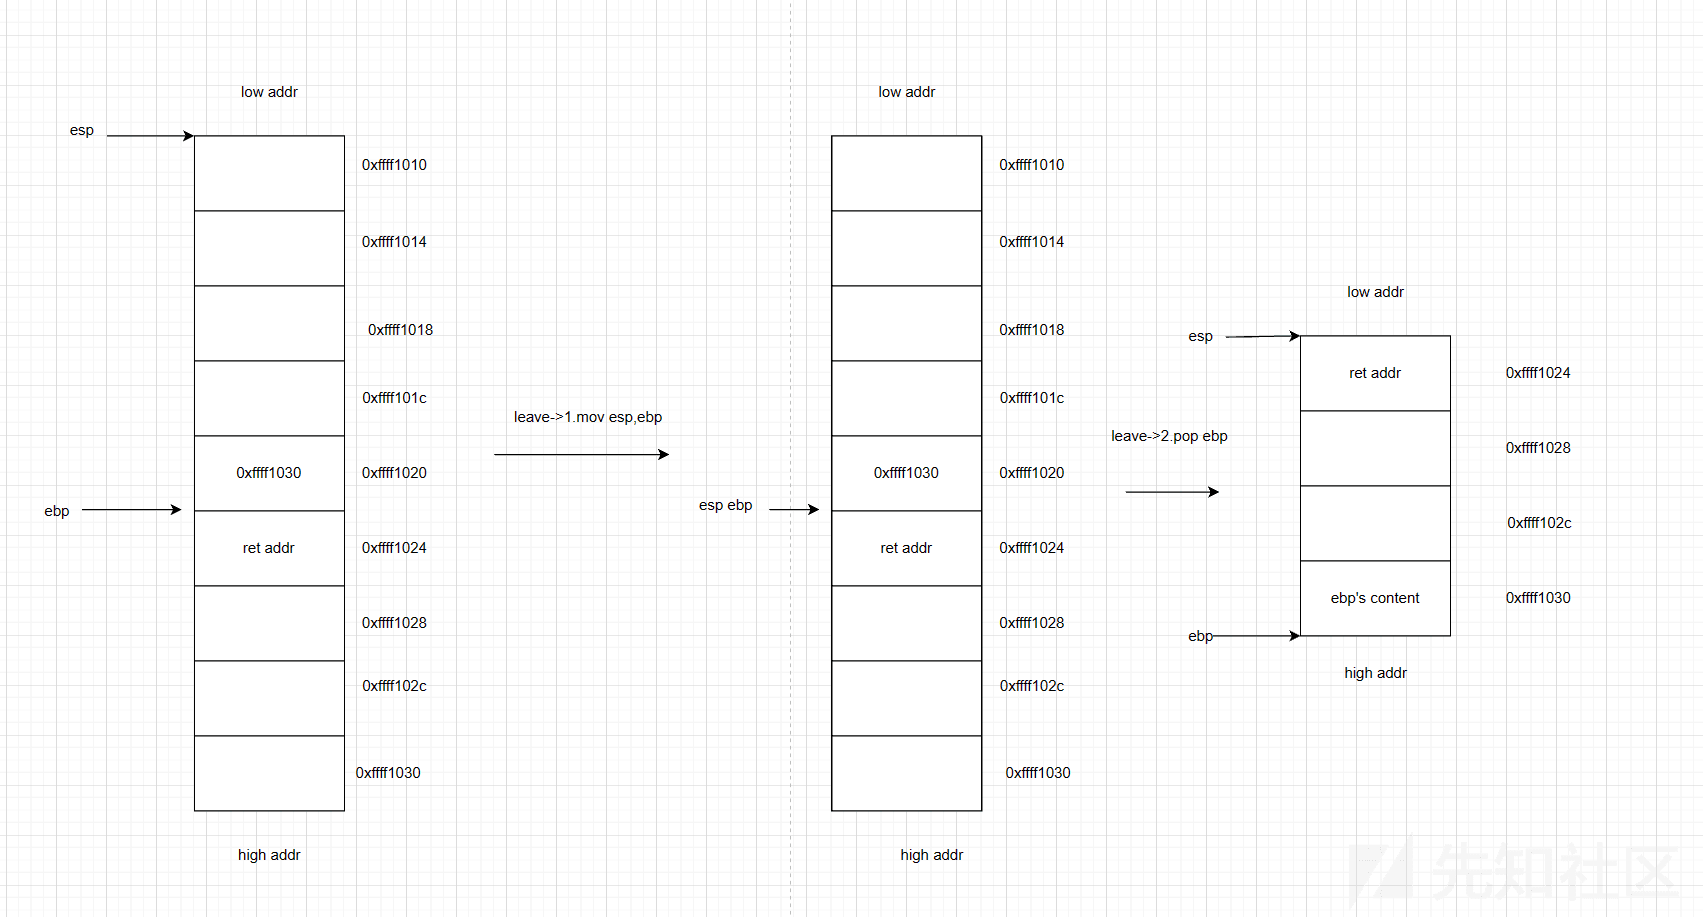 low addr
esp
0xffff1010
0xffff1014
0xffff1018
0xffff101c
0xffff1030
0xffff1020
ebp
ret addr
0xffff1024
0xffff1028
0xffff102c
0xffff1030
high addr
leave->1.mov esp,ebp
low addr
0xffff1010
0xffff1014
0xffff1018
0xffff101c
0xffff1030
0xffff1020
esp ebp
ret addr
0xffff1024
0xffff1028
0xffff102c
0xffff1030
high addr
leave->2.pop ebp
low addr
esp
ret addr
0xffff1024
0xffff1028
0xffff102c
ebp's content
0xffff1030
ebp
high addr
先知社区